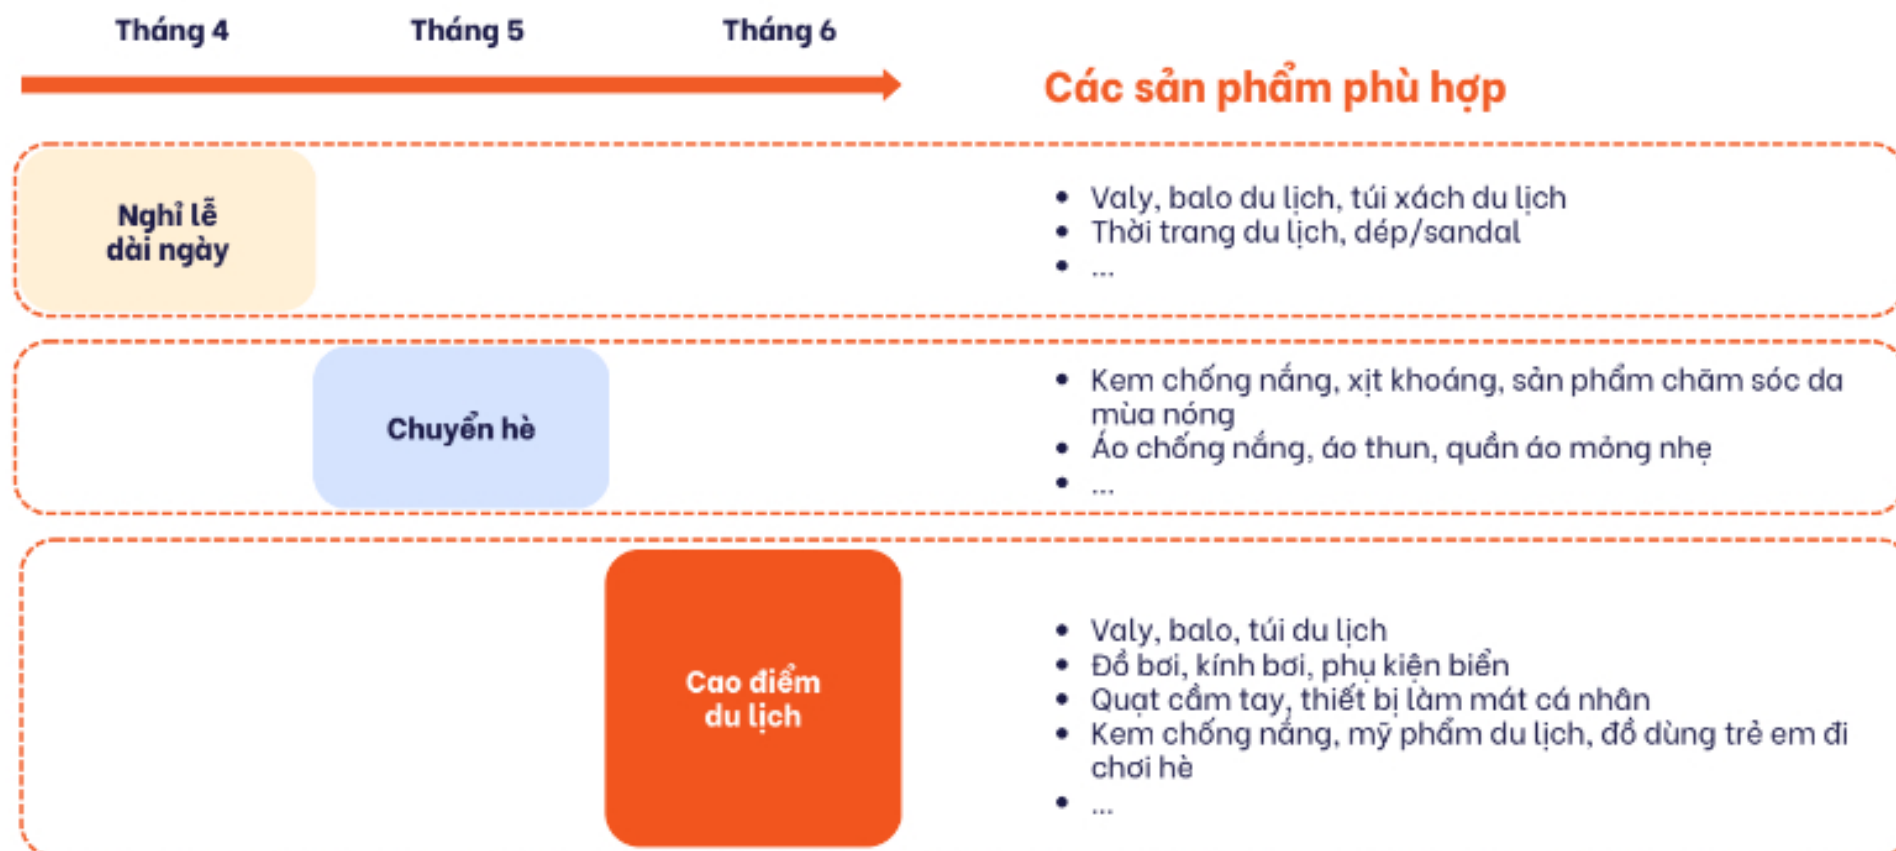 Tháng 4
Tháng 5
Tháng 6
Các sản phẩm phù hợp
Nghỉ lễ
dài ngày
• Valy, balo du lịch, túi xách du lịch
• Thời trang du lịch, dép/sandal
• ...
Chuyển hè
• Kem chống nắng, xịt khoáng, sản phẩm chăm sóc da
mùa nóng
• Áo chống nắng, áo thun, quần áo mỏng nhẹ
• ...
Cao điểm
du lịch
• Valy, balo, túi du lịch
• Đồ bơi, kính bơi, phụ kiện biển
• Quạt cầm tay, thiết bị làm mát cá nhân
• Kem chống nắng, mỹ phẩm du lịch, đồ dùng trẻ em đi
chơi hè
• ...